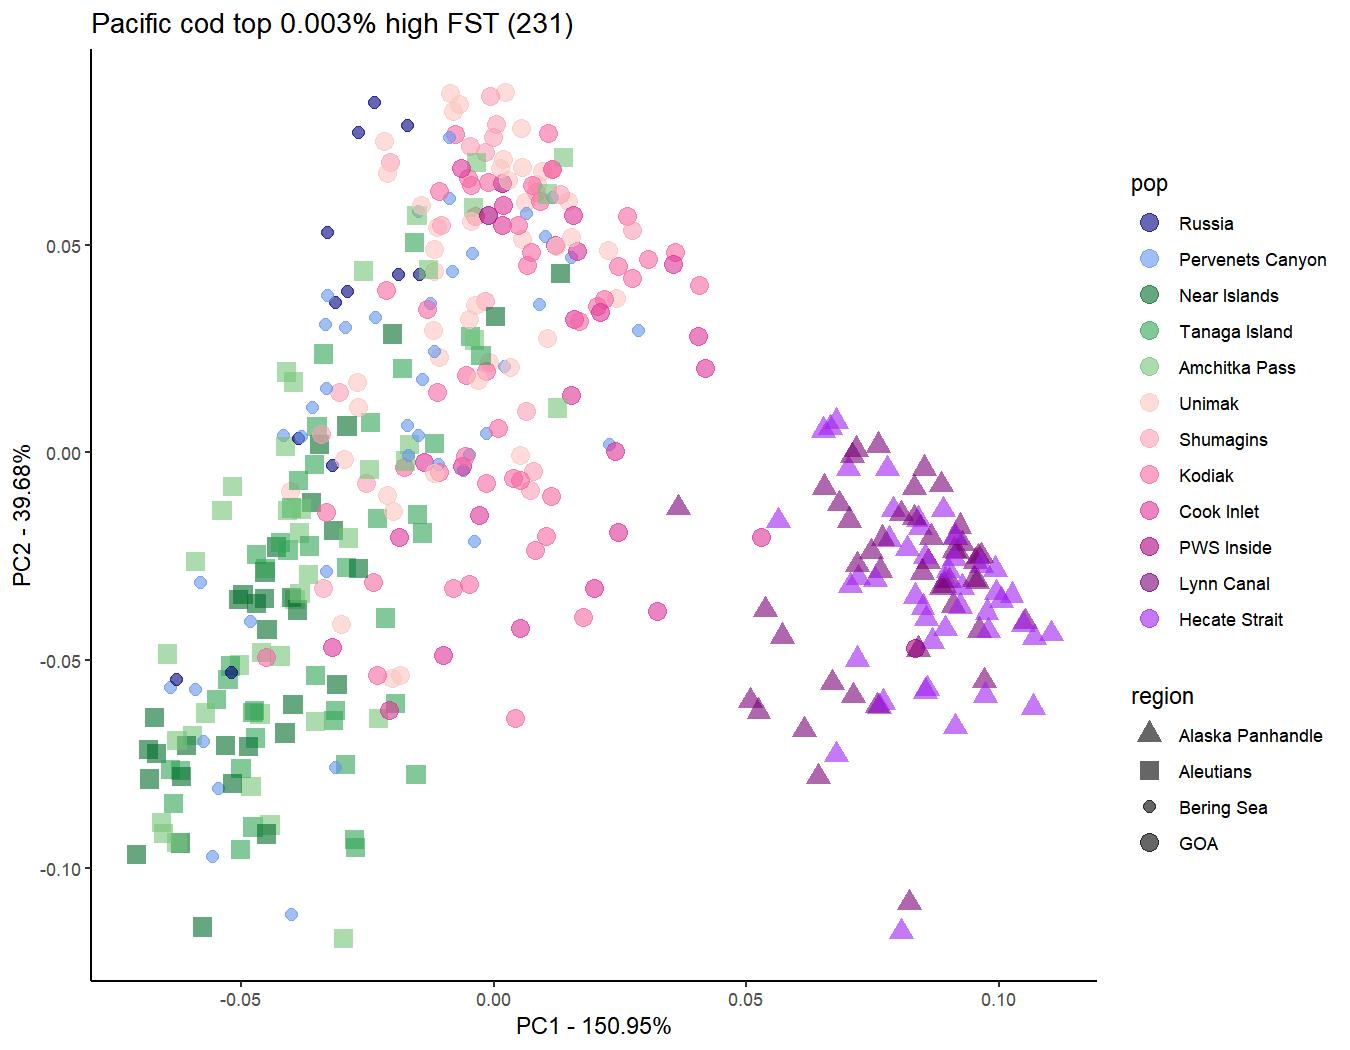 Pacific cod top 0.003% high FST (231)
0.05
0.00
-0.05
-0.10
PC2 - 39.68%
-0.05
0.00
0.05
0.10
PC1 - 150.95%
pop
Russia
Pervenets Canyon
Near Islands
Tanaga Island
Amchitka Pass
Unimak
Shumagins
Kodiak
Cook Inlet
PWS Inside
Lynn Canal
Hecate Strait
region
Alaska Panhandle
Aleutians
Bering Sea
GOA